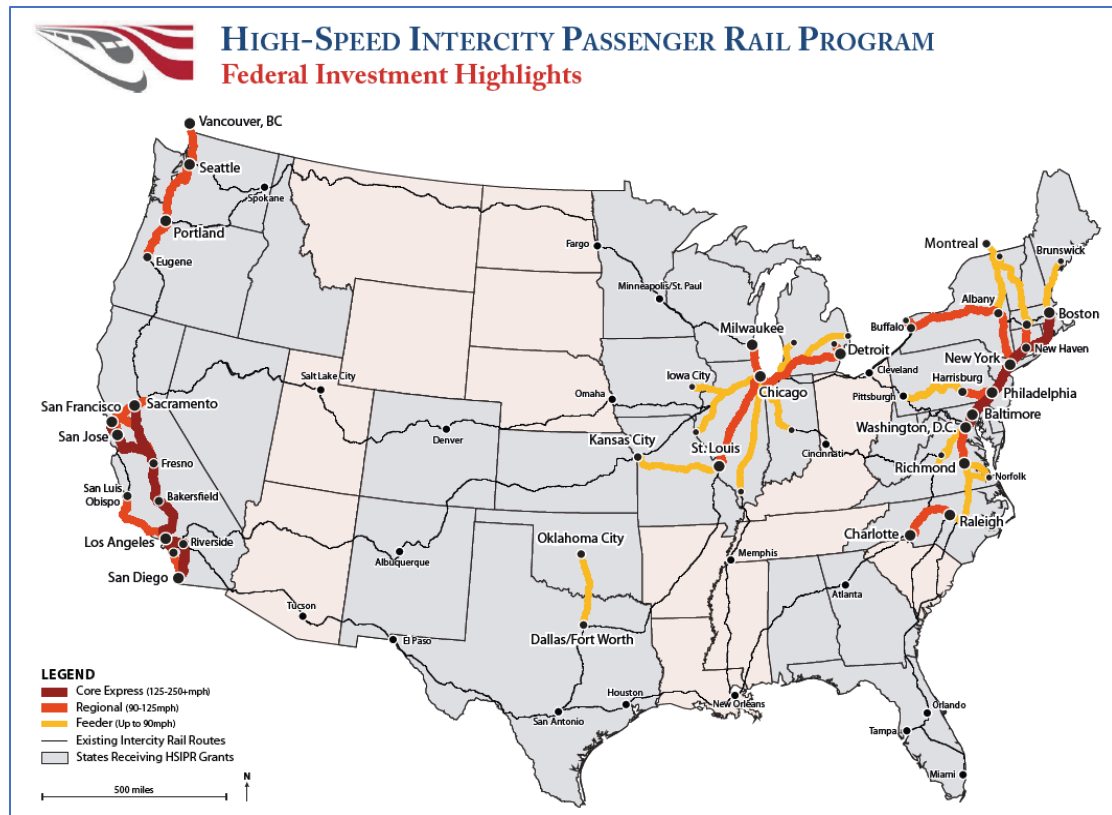 HIGH-SPEED INTERCITY PASSENGER RAIL PROGRAM
Federal Investment Highlights
Vancouver, BC
Seattle
Spokane
Portland
Eugene
Fargo
Minneapolis/St. Paul
Montreal
Brunswick
Albany
Boston
Buffalo
Milwaukee
Detroit
New Haven
New York
Cleveland
Harrisburg
Iowa City
Chicago
Pittsburgh
Philadelphia
Salt Lake City
Omaha
Baltimore
San Francisco
Sacramento
Washington, D.C.
Denver
Kansas City
St. Louis
Cincinnati
San Jose
Richmond
Fresno
Norfolk
San Luis
Obispo
Bakersfield
Raleigh
Charlotte
Los Angeles
Riverside
Oklahoma City
Memphis
Albuquerque
San Diego
Atlanta
Tucson
El Paso
Dallas/Fort Worth
LEGEND
Core Express (125-250+mph)
Regional (90-125mph)
Feeder (Up to 90mph)
Existing Intercity Rail Routes
States Receiving HSIPR Grants
N
500 miles
Houston
New Orleans
San Antonio
Orlando
Tampa
Miami